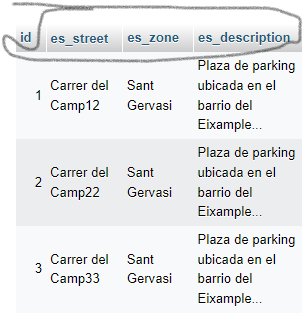 id es_street es_zone es_description
1 Carrer del Camp12 Sant Gervasi Plaza de parking ubicada en el barrio del Eixample...
2 Carrer del Camp22 Sant Gervasi Plaza de parking ubicada en el barrio del Eixample...
3 Carrer del Camp33 Sant Gervasi Plaza de parking ubicada en el barrio del Eixample...